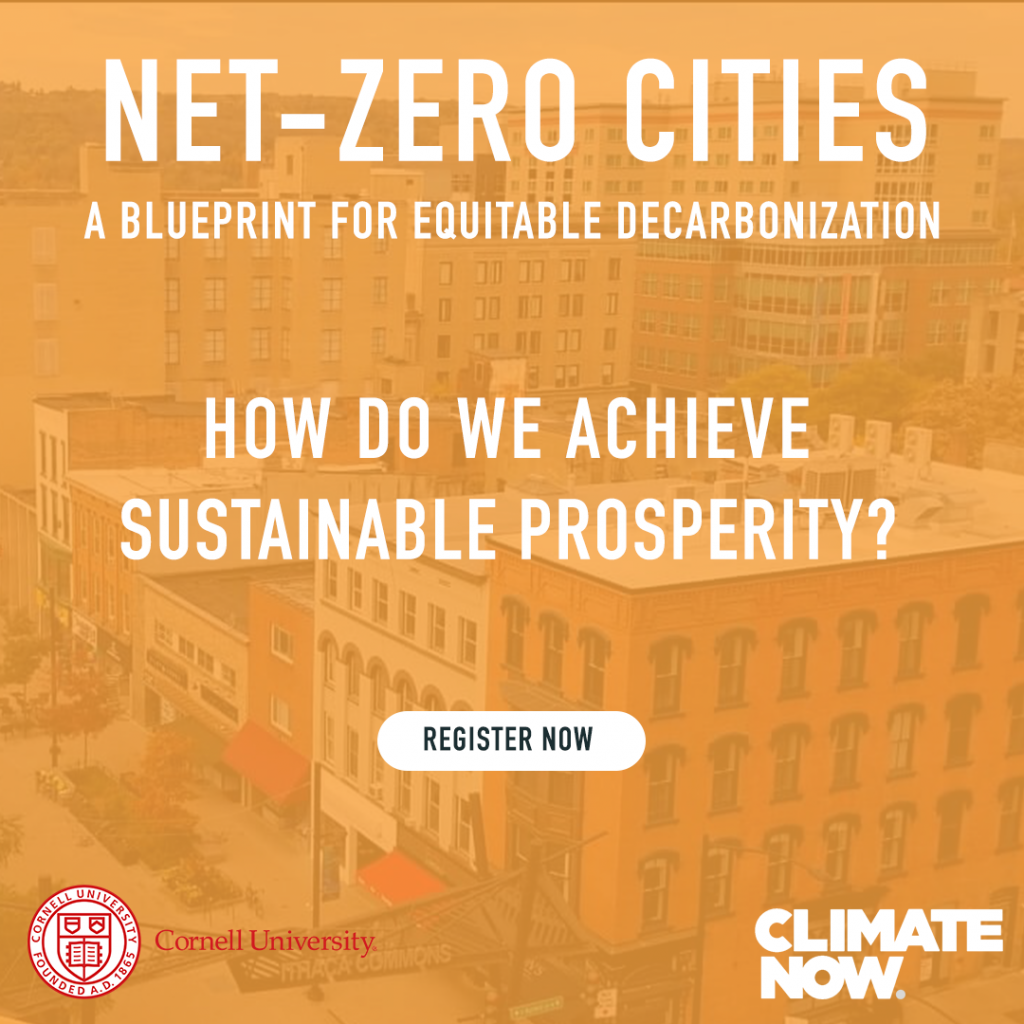 NET-ZERO CITIES
A BLUEPRINT FOR EQUITABLE DECARBONIZATION
HOW DO WE ACHIEVE
SUSTAINABLE PROSPERITY?
REGISTER NOW
CORNELL UNIVERSITY
FOUNDED A.D. 1865
Cornell University
ITHACA COMMONS
CLIMATE
NOW.